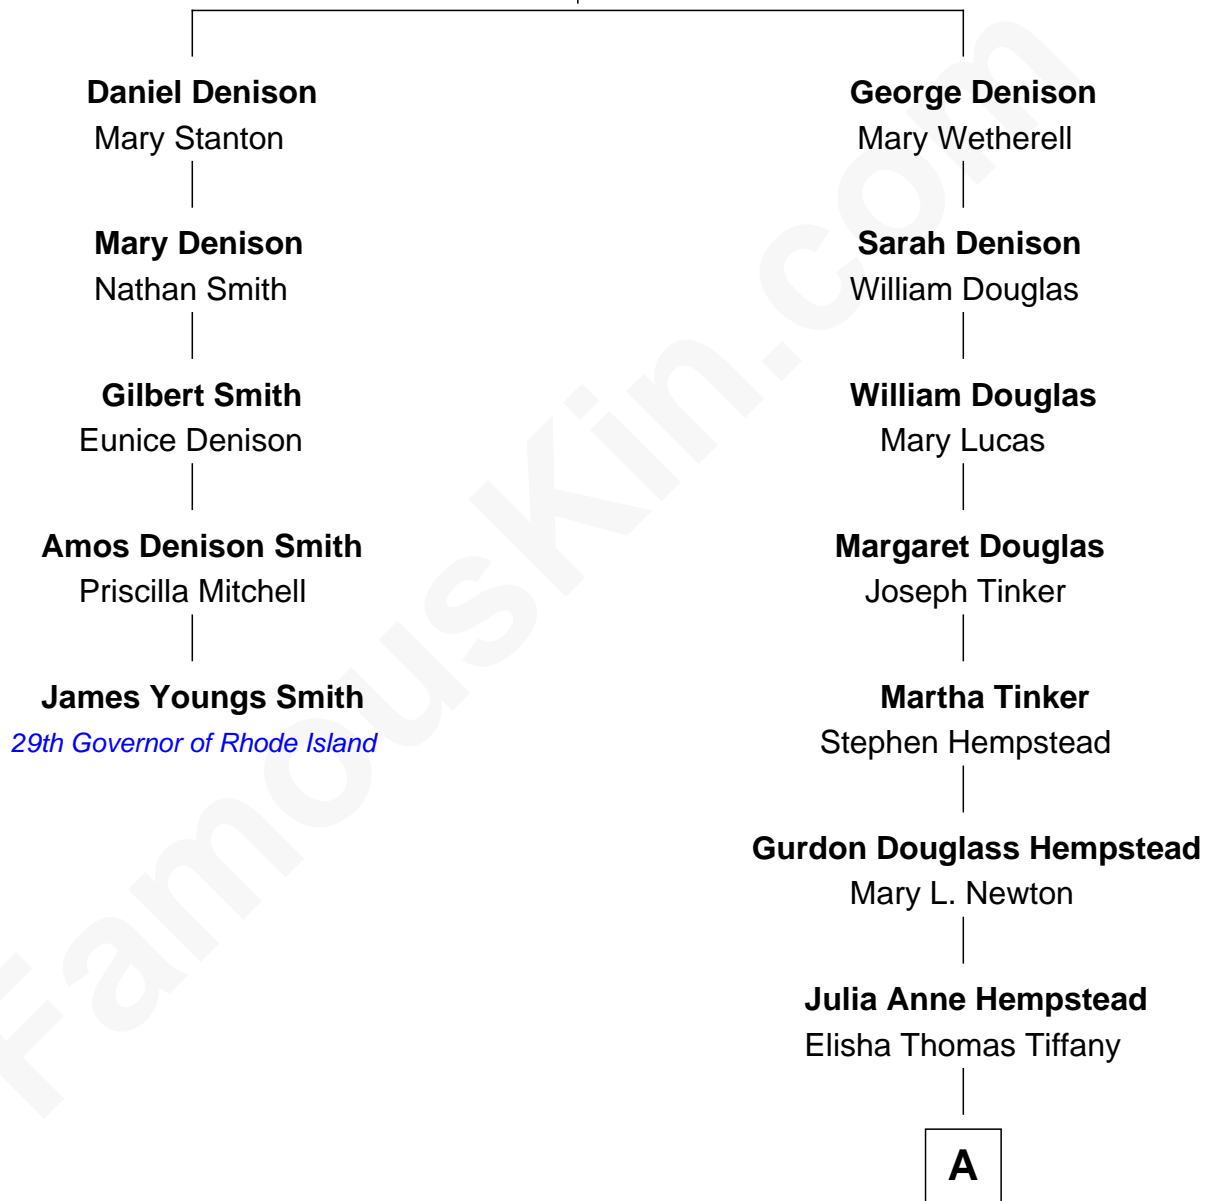 Daniel Denison
Mary Stanton
Mary Denison
Nathan Smith
Gilbert Smith
Eunice Denison
Amos Denison Smith
Priscilla Mitchell
James Youngs Smith
29th Governor of Rhode Island
George Denison
Mary Wetherell
Sarah Denison
William Douglas
William Douglas
Mary Lucas
Margaret Douglas
Joseph Tinker
Martha Tinker
Stephen Hempstead
Gurdon Douglass Hempstead
Mary L. Newton
Julia Anne Hempstead
Elisha Thomas Tiffany
A
FamousKin.com